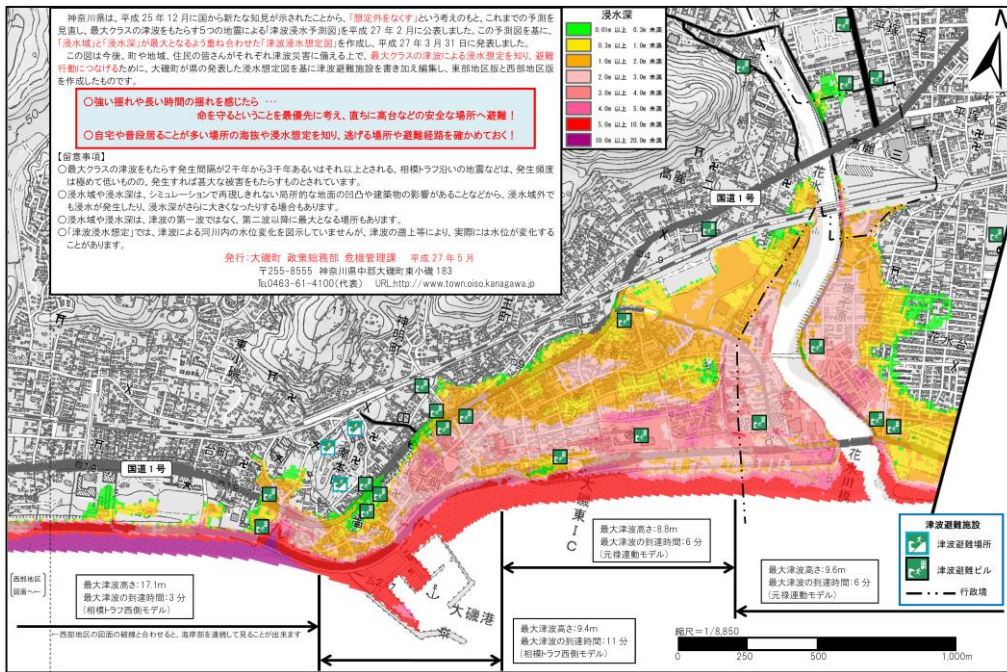 神奈川県は、平成25年12月に国から新たな知見が示されたことから、「想定外をなくす」という考えのもと、これまでの予測を
見直し、最大クラスの津波をもたらす5つの地震による「津波浸水予測図」を平成27年2月に公表しました。この予測図を基に、
「浸水域」と「浸水深」が最大となるよう重ね合わせた「津波浸水想定図」を作成し、平成27年3月31日に発表しました。
この図は今後、町や地域、住民の皆さんがそれぞれ津波災害に備える上で、最大クラスの津波による浸水想定を知り、避難
行動につなげるために、大磯町が県の発表した浸水想定図を基に津波避難施設を書き加え編集し、東部地区版と西部地区版
を作成したものです。
○強い揺れや長い時間の揺れを感じたら …
命を守るということを最優先に考え、直ちに高台などの安全な場所へ避難!
○自宅や普段居ることが多い場所の海抜や浸水想定を知り、逃げる場所や避難経路を確かめておく!
【留意事項】
○最大クラスの津波をもたらす発生間隔が2千年から3千年あるいはそれ以上とされる、相模トラフ沿いの地震などは、発生頻度
は極めて低いものの、発生すれば甚大な被害をもたらすものとされています。
○浸水域や浸水深は、シミュレーションで再現しきれない局所的な地面の凹凸や建築物の影響があることなどから、浸水域外で
も浸水が発生したり、浸水深がさらに大きくなったりする場合もあります。
○浸水域や浸水深は、津波の第一波ではなく、第二波以降に最大となる場所もあります。
○「津波浸水想定」では、津波による河川内の水位変化を図示していませんが、津波の遡上等により、実際には水位が変化する
ことがあります。
発行:大磯町 政策総務部 危機管理課 平成27年5月
〒255-8555 神奈川県中郡大磯町東小磯183
℡0463-61-4100(代表) URL:http://www.town.oiso.kanagawa.jp
浸水深
0.01m 以上 0.3m 未満
0.3m 以上 1.0m 未満
1.0m 以上 2.0m 未満
2.0m 以上 3.0m 未満
3.0m 以上 4.0m 未満
4.0m 以上 5.0m 未満
5.0m 以上 10.0m 未満
10.0m 以上 20.0m 未満
国道1号
高麗
高麗
花水台
東小磯
神明町
台町
国道1号
大磯東IC
花水川橋
大磯港
[西部地区
図面へ←]
最大津波高さ:17.1m
最大津波の到達時間:3分
(相模トラフ西側モデル)
←西部地区の図面の破線と合わせると、海岸部を連続して見ることが出来ます
最大津波高さ:9.4m
最大津波の到達時間:11分
(相模トラフ西側モデル)
最大津波高さ:8.8m
最大津波の到達時間:6分
(元禄連動モデル)
最大津波高さ:9.6m
最大津波の到達時間:6分
(元禄連動モデル)
津波避難施設
津波避難場所
津波避難ビル
行政境
縮尺=1/8,850
0 250 500 1,000m